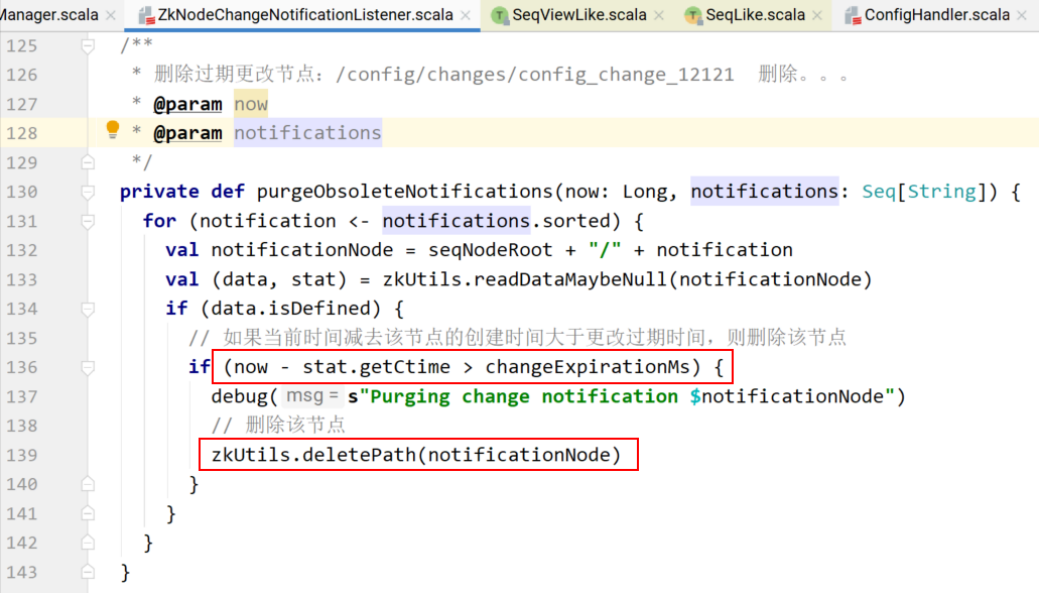 Manager.scala ZkNodeChangeNotificationListener.scala SeqViewLike.scala SeqLike.scala ConfigHandler.scala
125 /**
126 * 删除过期更改节点：/config/changes/config_change_12121 删除。。。
127 * @param now
128 * @param notifications
129 */
130 private def purgeObsoleteNotifications(now: Long, notifications: Seq[String]) {
131 for (notification <- notifications.sorted) {
132 val notificationNode = seqNodeRoot + "/" + notification
133 val (data, stat) = zkUtils.readDataMaybeNull(notificationNode)
134 if (data.isDefined) {
135 // 如果当前时间减去该节点的创建时间大于更改过期时间，则删除该节点
136 if (now - stat.getCtime > changeExpirationMs) {
137 debug( msg = s"Purging change notification $notificationNode")
138 // 删除该节点
139 zkUtils.deletePath(notificationNode)
140 }
141 }
142 }
143 }